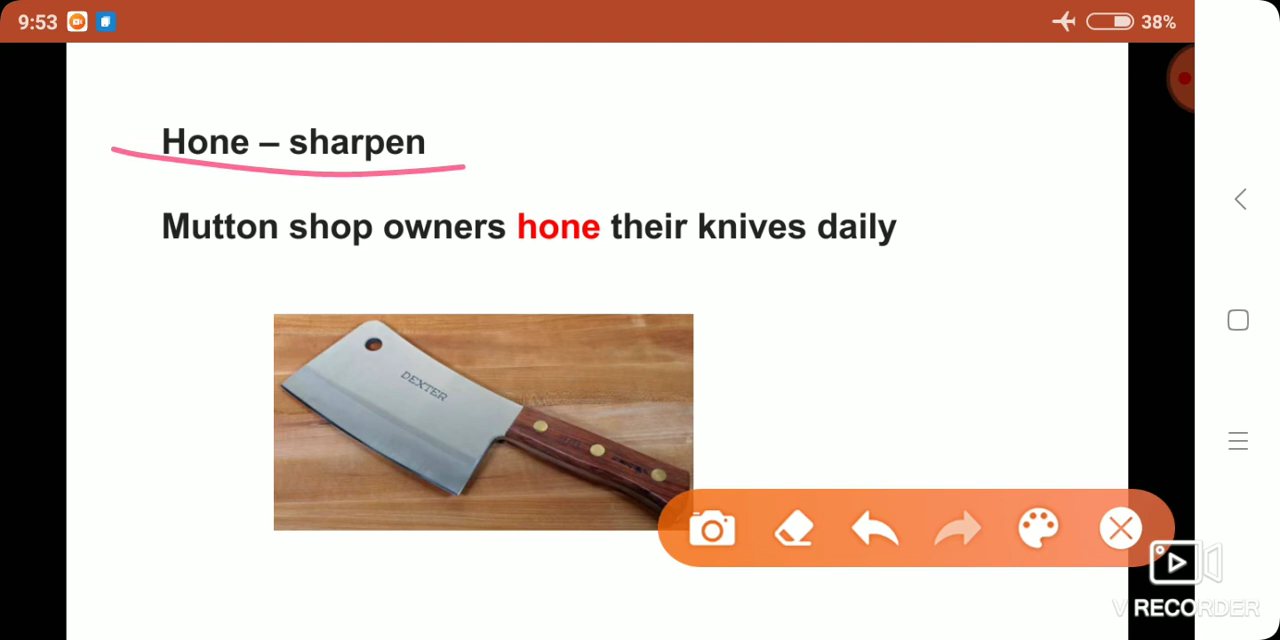 9:53
38%
Hone – sharpen
Mutton shop owners hone their knives daily
DEXTER
V RECORDER